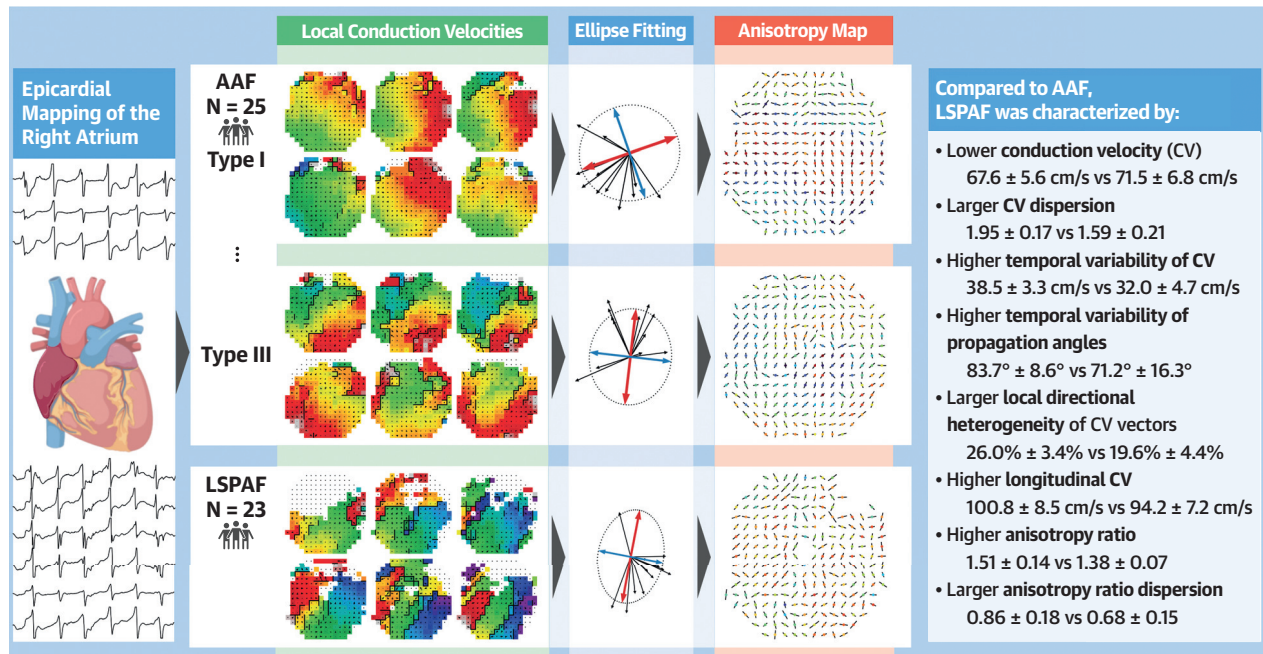 Local Conduction Velocities
Ellipse Fitting
Anisotropy Map
Epicardial
Mapping of the
Right Atrium
AAF
N = 25
Type I
⋮
Type III
LSPAF
N = 23
Compared to AAF,
LSPAF was characterized by:
• Lower conduction velocity (CV)
67.6 ± 5.6 cm/s vs 71.5 ± 6.8 cm/s
• Larger CV dispersion
1.95 ± 0.17 vs 1.59 ± 0.21
• Higher temporal variability of CV
38.5 ± 3.3 cm/s vs 32.0 ± 4.7 cm/s
• Higher temporal variability of
propagation angles
83.7° ± 8.6° vs 71.2° ± 16.3°
• Larger local directional
heterogeneity of CV vectors
26.0% ± 3.4% vs 19.6% ± 4.4%
• Higher longitudinal CV
100.8 ± 8.5 cm/s vs 94.2 ± 7.2 cm/s
• Higher anisotropy ratio
1.51 ± 0.14 vs 1.38 ± 0.07
• Larger anisotropy ratio dispersion
0.86 ± 0.18 vs 0.68 ± 0.15